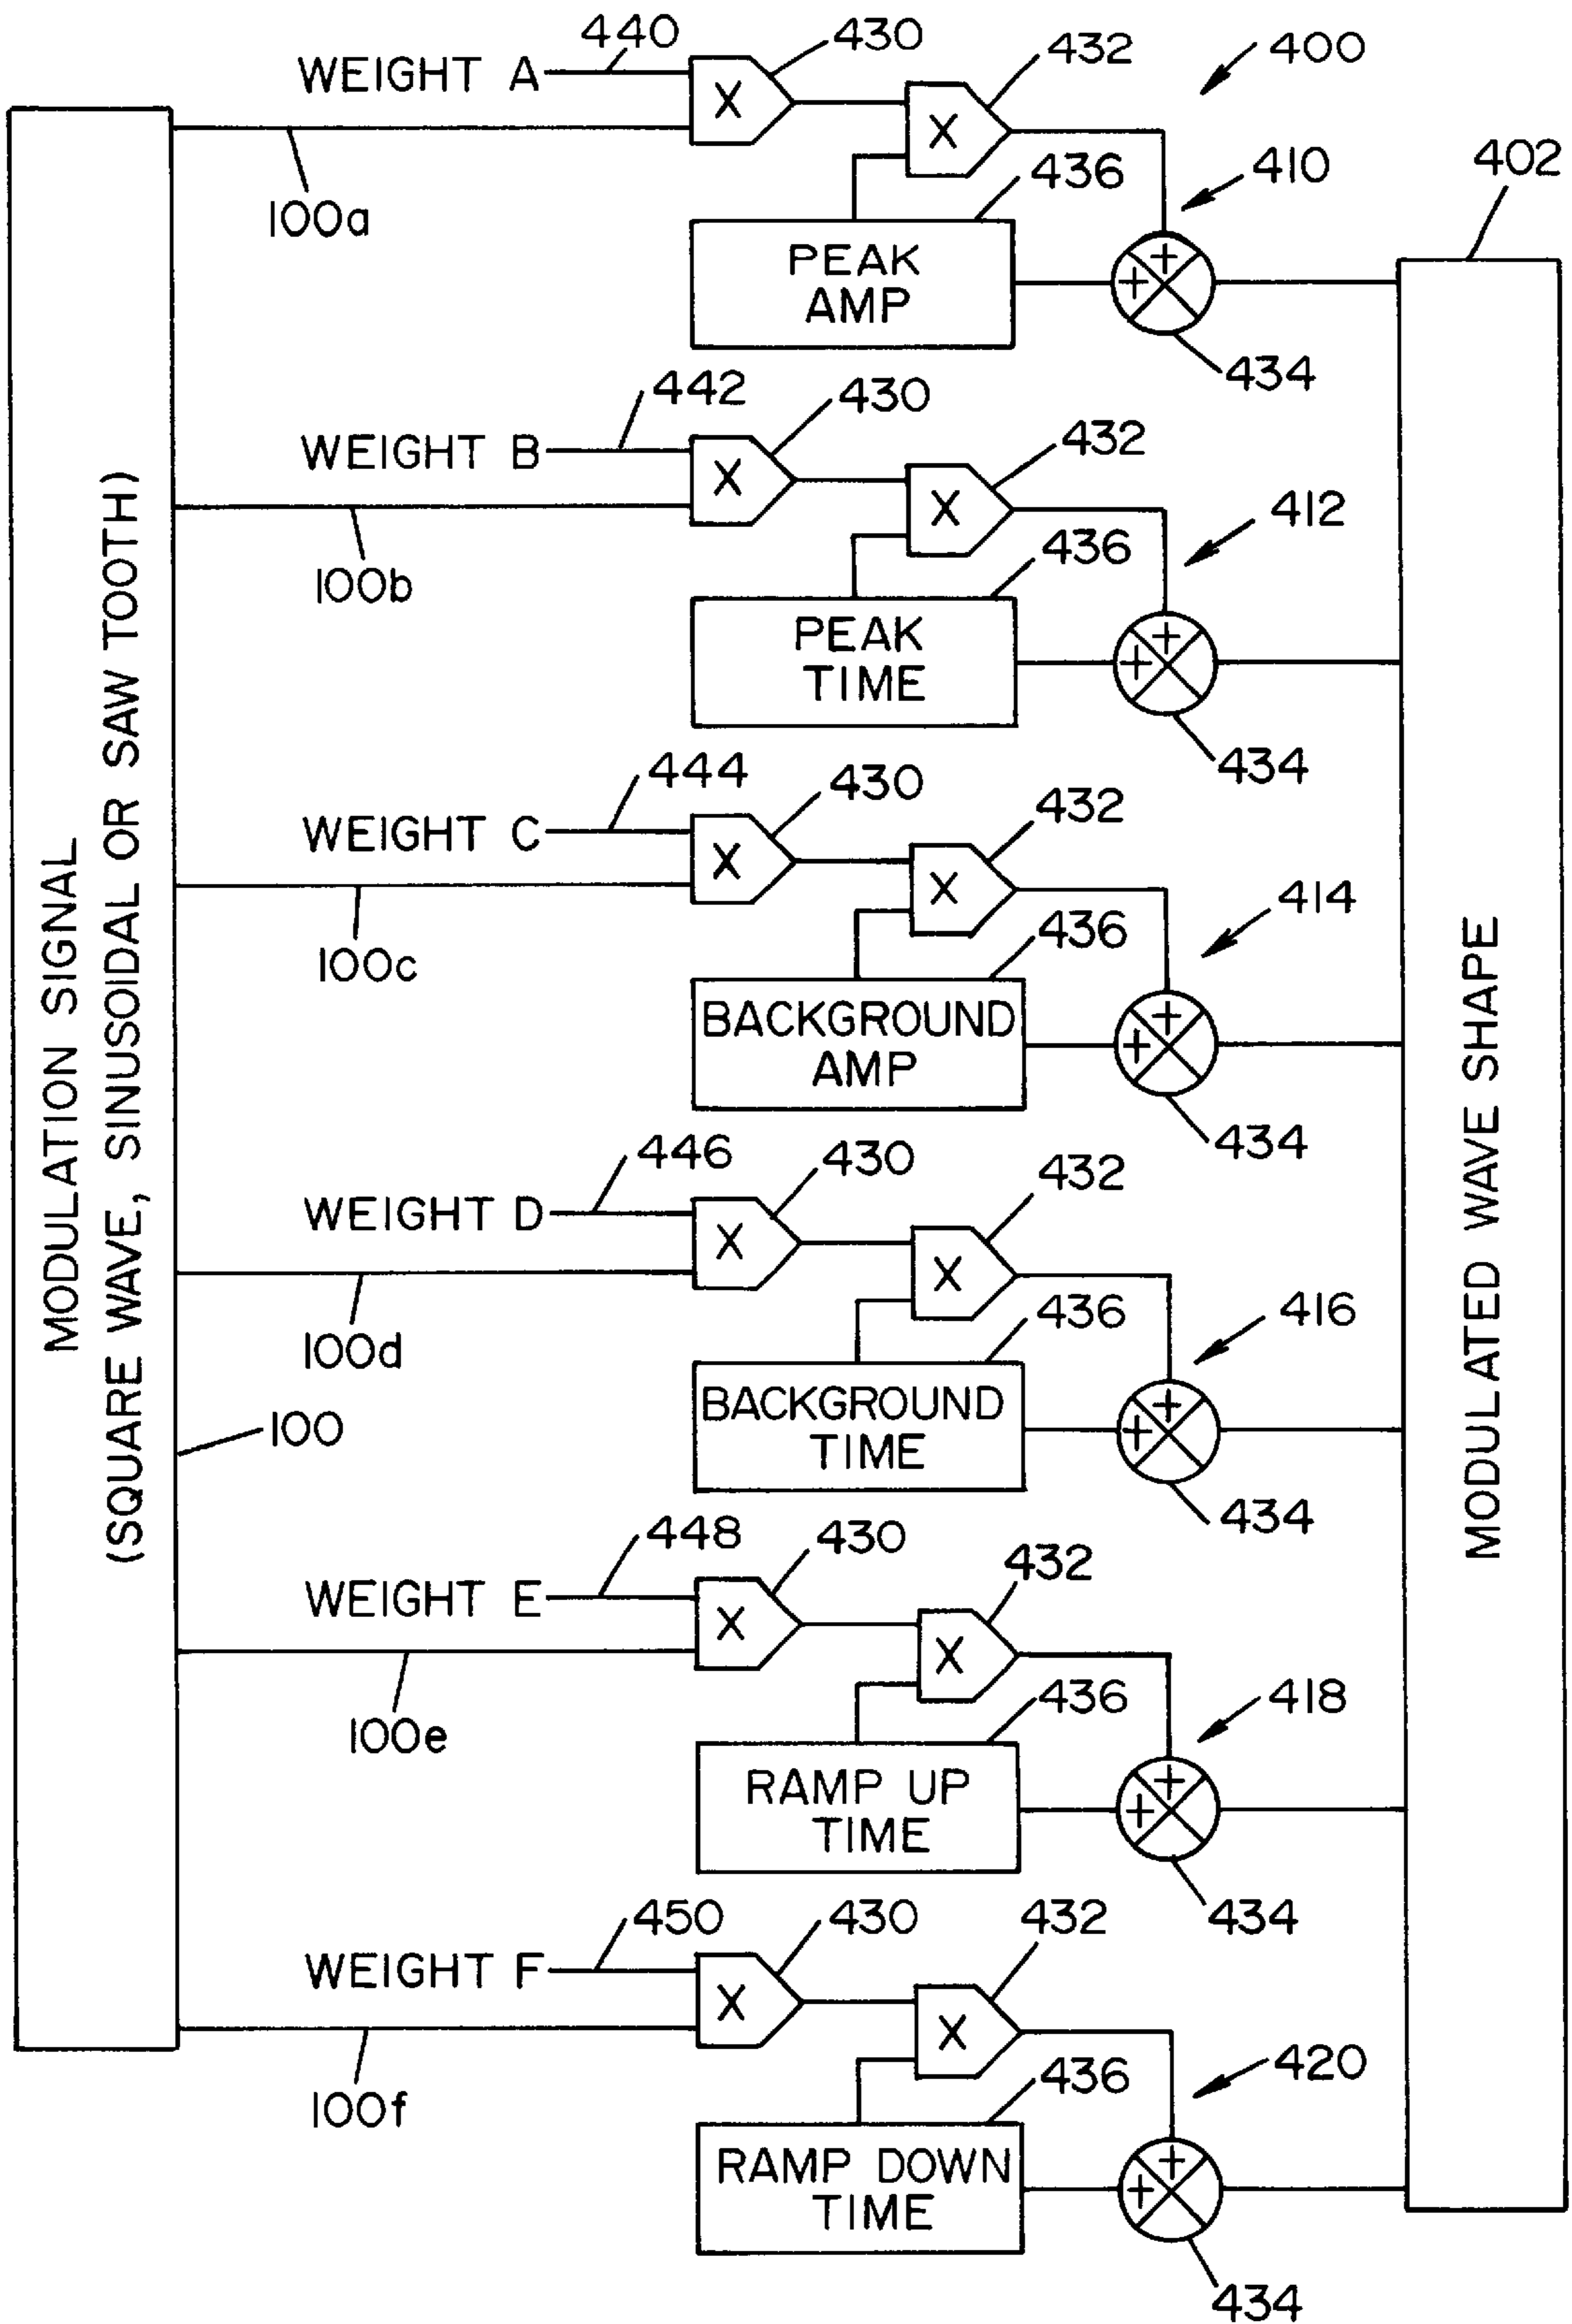 440
430
432
400
WEIGHT A
X
X
100a
436
410
402
PEAK
AMP
+
+
434
442
430
432
WEIGHT B
X
X
412
100b
436
PEAK
TIME
+
+
434
444
430
432
WEIGHT C
X
X
414
100c
436
BACKGROUND
AMP
+
+
434
MODULATION SIGNAL
(SQUARE WAVE, SINUSOIDAL OR SAW TOOTH)
MODULATED WAVE SHAPE
446
430
432
WEIGHT D
X
X
416
100d
436
BACKGROUND
TIME
+
+
100
434
448
430
432
WEIGHT E
X
X
418
100e
436
RAMP UP
TIME
+
+
434
450
430
432
WEIGHT F
X
X
420
100f
436
RAMP DOWN
TIME
+
+
434